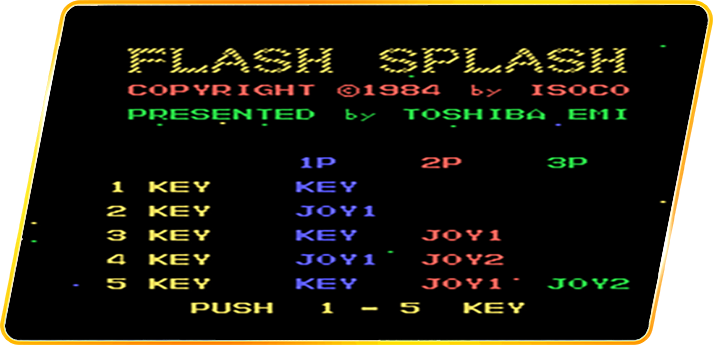 FLASH SPLASH
COPYRIGHT ©1984 by ISOCO
PRESENTED by TOSHIBA EMI
1P 2P 3P
1 KEY KEY
2 KEY JOY1
3 KEY KEY JOY1
4 KEY JOY1 JOY2
5 KEY KEY JOY1 JOY2
PUSH 1 - 5 KEY